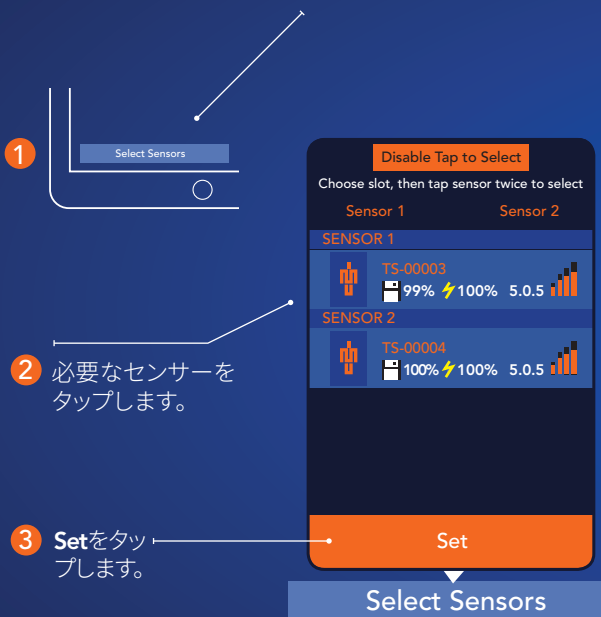 1
Select Sensors
Disable Tap to Select
Choose slot, then tap sensor twice to select
Sensor 1 Sensor 2
SENSOR 1
TS-00003
99% 100% 5.0.5
SENSOR 2
TS-00004
100% 100% 5.0.5
2 必要なセンサーを
タップします。
3 Setをタッ
プします。
Set
Select Sensors